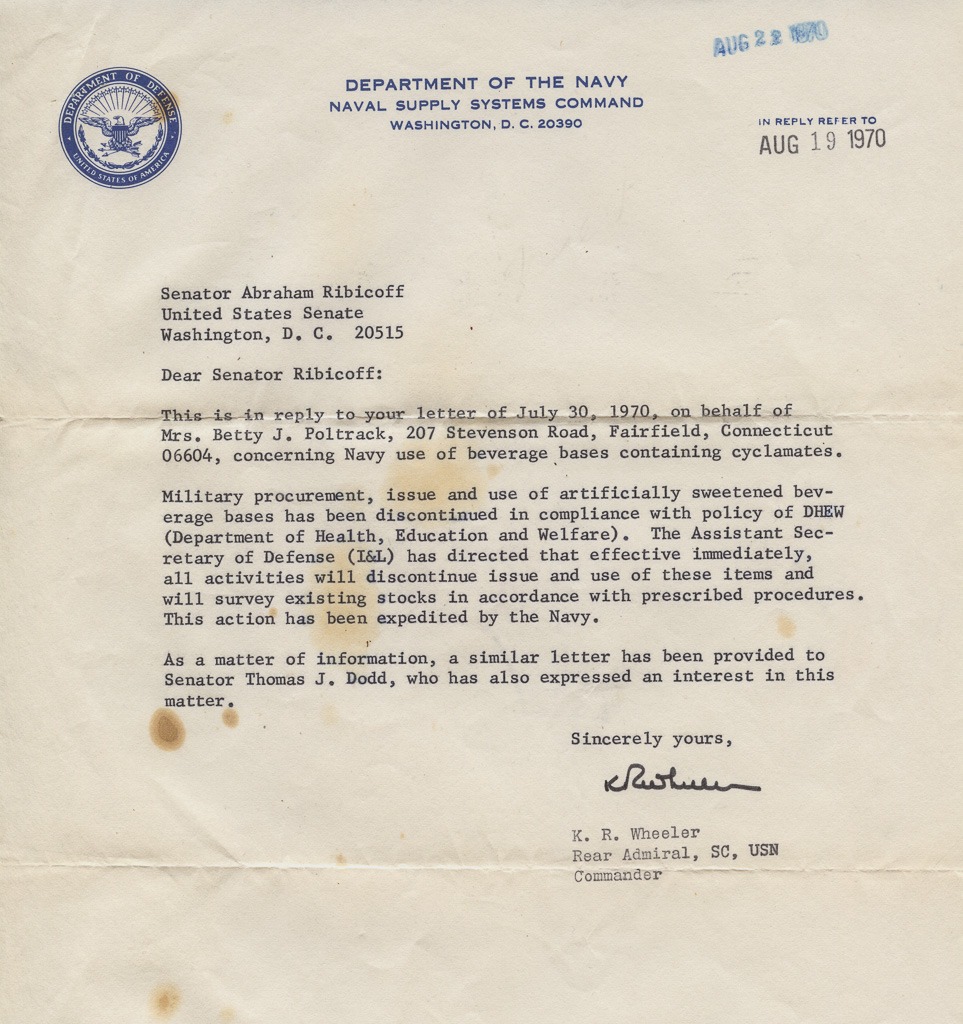 AUG 22 1970
DEPARTMENT OF DEFENSE
UNITED STATES OF AMERICA
DEPARTMENT OF THE NAVY
NAVAL SUPPLY SYSTEMS COMMAND
WASHINGTON, D. C. 20390
IN REPLY REFER TO
AUG 19 1970
Senator Abraham Ribicoff
United States Senate
Washington, D. C. 20515
Dear Senator Ribicoff:
This is in reply to your letter of July 30, 1970, on behalf of
Mrs. Betty J. Poltrack, 207 Stevenson Road, Fairfield, Connecticut
06604, concerning Navy use of beverage bases containing cyclamates.
Military procurement, issue and use of artificially sweetened bev-
erage bases has been discontinued in compliance with policy of DHEW
(Department of Health, Education and Welfare). The Assistant Sec-
retary of Defense (I&L) has directed that effective immediately,
all activities will discontinue issue and use of these items and
will survey existing stocks in accordance with prescribed procedures.
This action has been expedited by the Navy.
As a matter of information, a similar letter has been provided to
Senator Thomas J. Dodd, who has also expressed an interest in this
matter.
Sincerely yours,
K R Wheeler
K. R. Wheeler
Rear Admiral, SC, USN
Commander